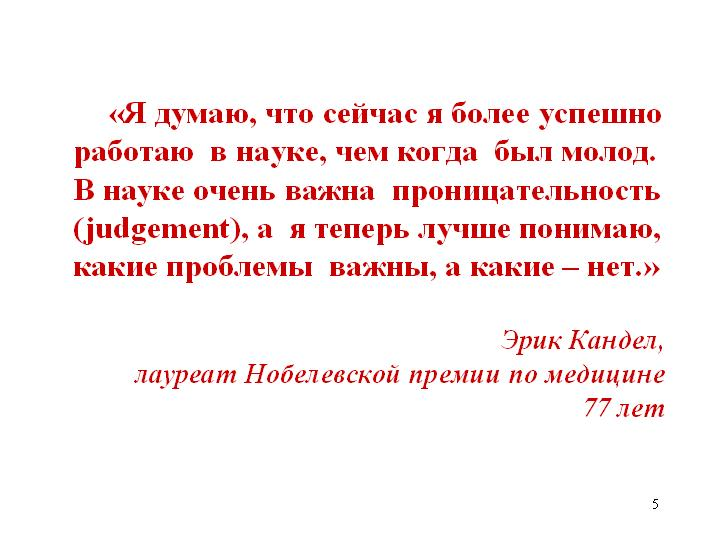 «Я думаю, что сейчас я более успешно
работаю в науке, чем когда был молод.
В науке очень важна проницательность
(judgement), а я теперь лучше понимаю,
какие проблемы важны, а какие – нет.»
Эрик Кандел,
лауреат Нобелевской премии по медицине
77 лет
5